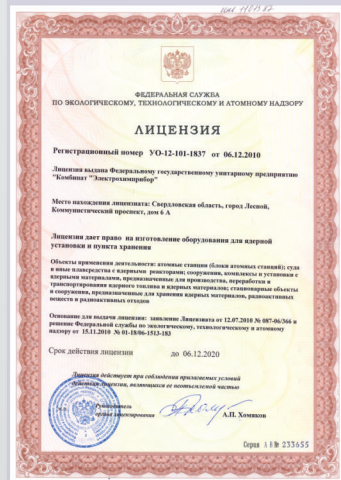 ФЕДЕРАЛЬНАЯ СЛУЖБА
ПО ЭКОЛОГИЧЕСКОМУ, ТЕХНОЛОГИЧЕСКОМУ И АТОМНОМУ НАДЗОРУ
ЛИЦЕНЗИЯ
Регистрационный номер УО-12-101-1837 от 06.12.2010
Лицензия выдана Федеральному государственному унитарному предприятию
"Комбинат "Электрохимприбор"
Место нахождения лицензиата: Свердловская область, город Лесной,
Коммунистический проспект, дом 6 А
Лицензия дает право на изготовление оборудования для ядерной
установки и пункта хранения
Объекты применения деятельности: атомные станции (блоки атомных станций); суда
и иные плавсредства с ядерными реакторами; сооружения, комплексы и установки с
ядерными материалами, предназначенные для производства, переработки и
транспортирования ядерного топлива и ядерных материалов; стационарные объекты
и сооружения, предназначенные для хранения ядерных материалов, радиоактивных
веществ и радиоактивных отходов
Основание для выдачи лицензии: заявление Лицензиата от 12.07.2010 № 087-06/366 и
решение Федеральной службы по экологическому, технологическому и атомному
надзору от 15.11.2010 № 01-18/06-1513-183
Срок действия лицензии до 06.12.2020
Лицензия действует при соблюдении прилагаемых условий
действия лицензии, являющихся ее неотъемлемой частью
Руководитель
органа лицензирования А.П. Хомяков
Серия А В № 233655